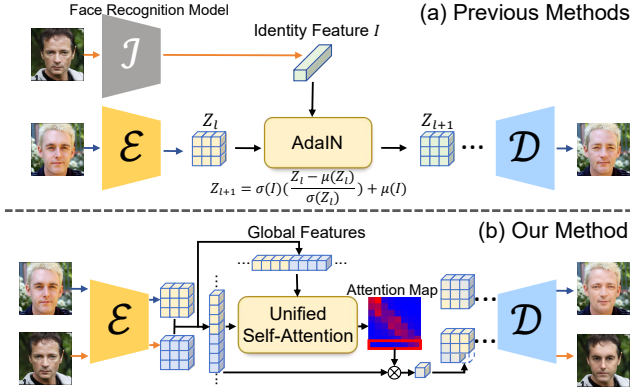 Face Recognition Model
Identity Feature I
(a) Previous Methods
ℐ
Z_l
Z_{l+1}
ℰ
AdaIN
𝒟
Z_{l+1} = σ(I)(\frac{Z_l − μ(Z_l)}{σ(Z_l)}) + μ(I)
Global Features
(b) Our Method
Attention Map
ℰ
Unified
Self-Attention
𝒟